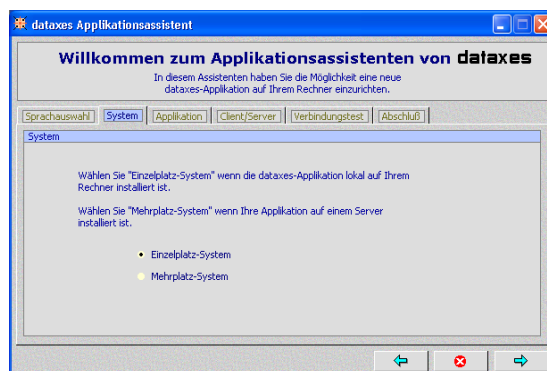 dataxes Applikationsassistent
Willkommen zum Applikationsassistenten von dataxes
In diesem Assistenten haben Sie die Möglichkeit eine neue
dataxes-Applikation auf Ihrem Rechner einzurichten.
Sprachauswahl System Applikation Client/Server Verbindungstest Abschluß
System
Wählen Sie "Einzelplatz-System" wenn die dataxes-Applikation lokal auf Ihrem
Rechner installiert ist.
Wählen Sie "Mehrplatz-System" wenn Ihre Applikation auf einem Server
installiert ist.
Einzelplatz-System
Mehrplatz-System